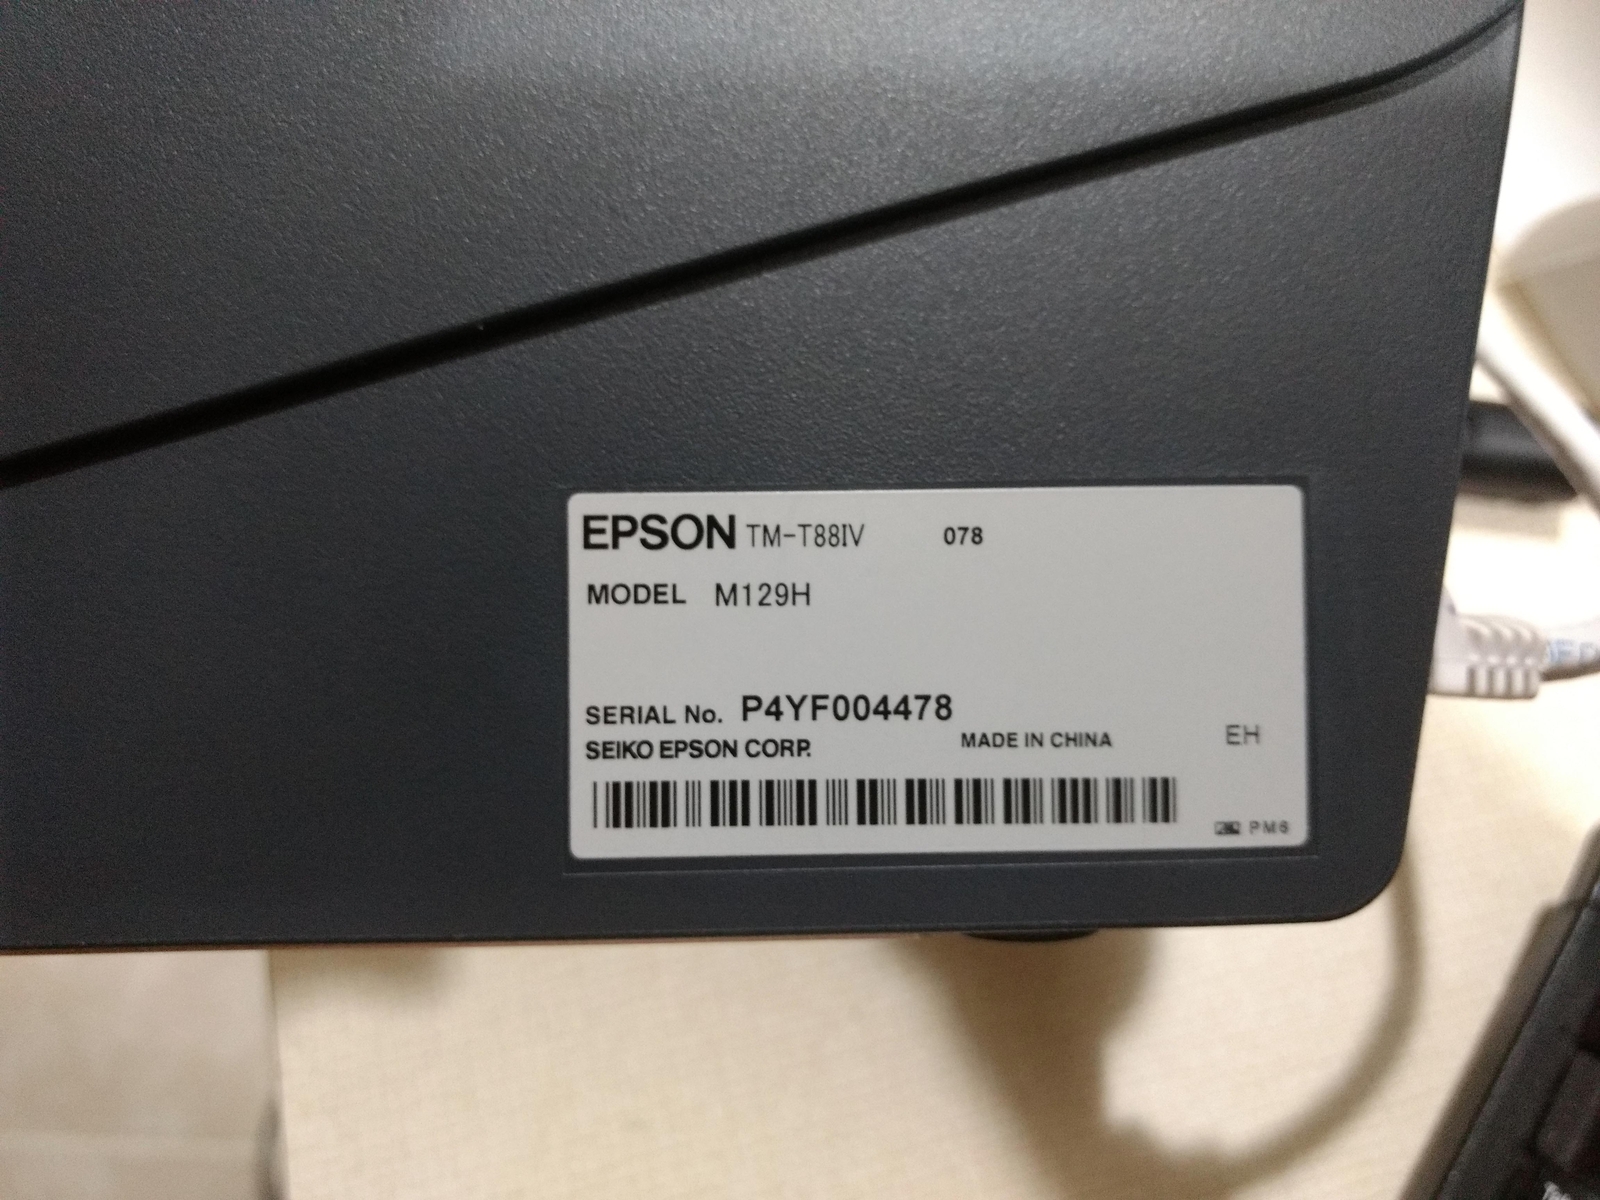 EPSON TM-T88IV 078
MODEL M129H
SERIAL No. P4YF004478
SEIKO EPSON CORP. MADE IN CHINA EH
PM6